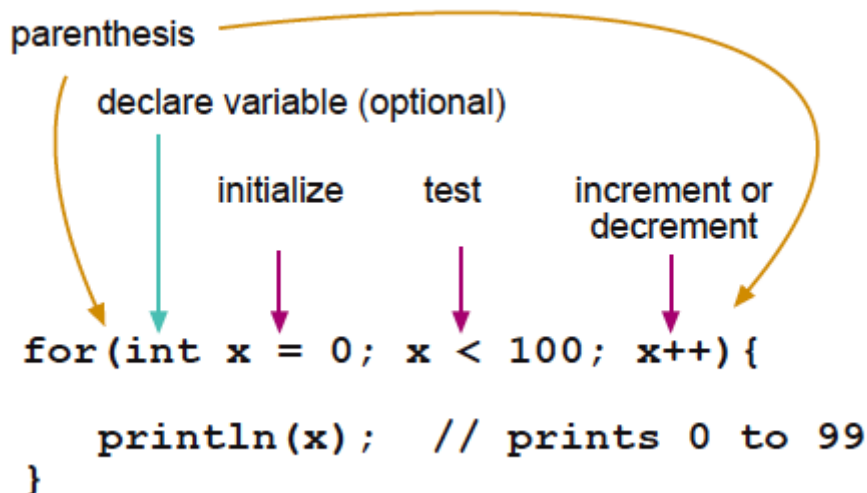 parenthesis
declare variable (optional)
initialize test increment or
decrement
for(int x = 0; x < 100; x++){
println(x); // prints 0 to 99
}